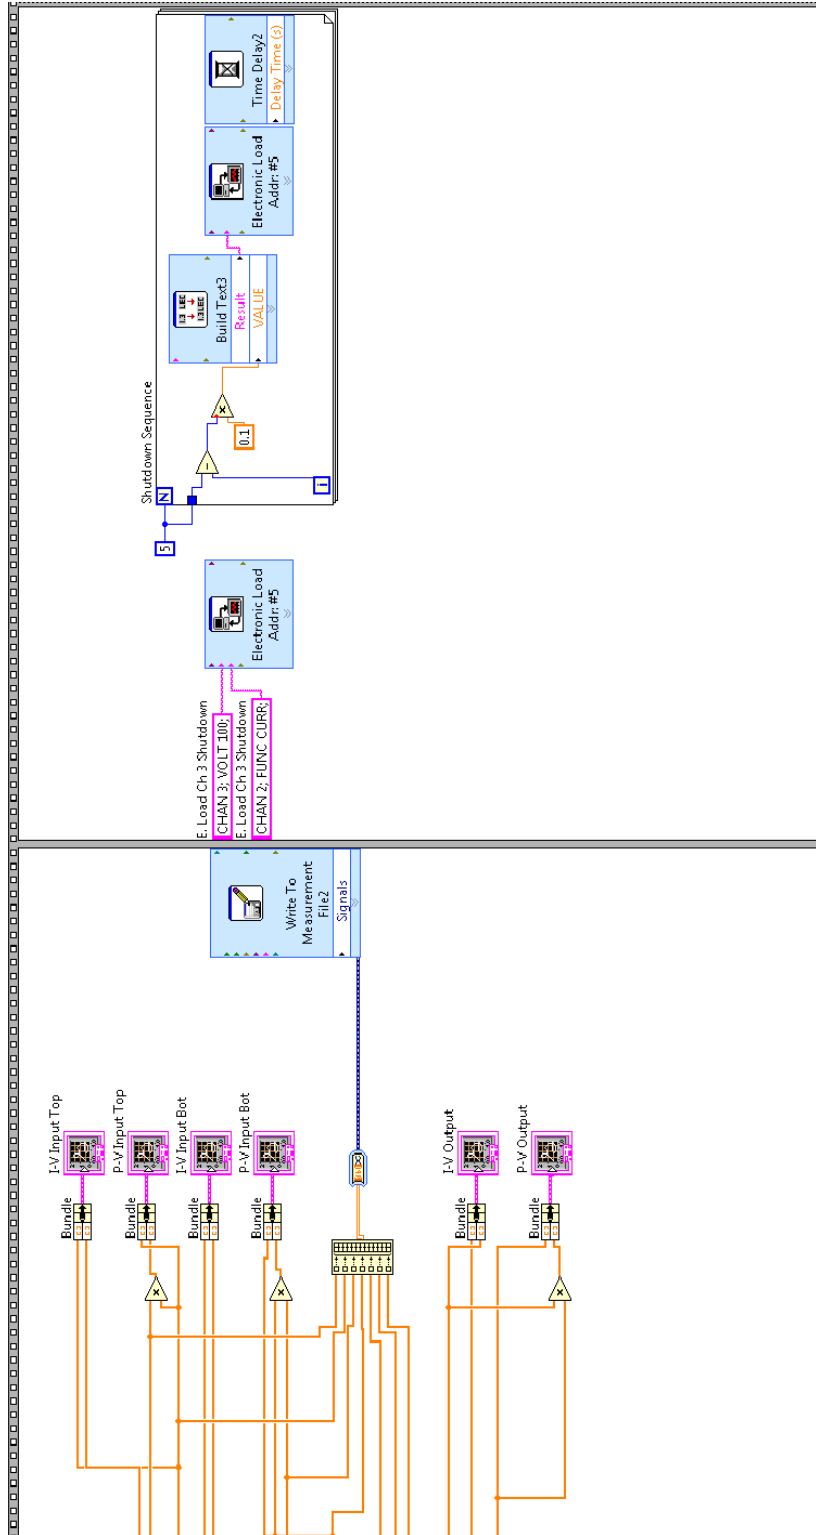 I-V Input Top
Bundle
P-V Input Top
Bundle
I-V Input Bot
Bundle
P-V Input Bot
Bundle
Write To
Measurement
File2
Signals
I-V Output
Bundle
P-V Output
Bundle
E. Load Ch 3 Shutdown
CHAN 3; VOLT 100;
E. Load Ch 3 Shutdown
CHAN 2; FUNC CURR;
Electronic Load
Addr: #5
Shutdown Sequence
5
N
i
0.1
Build Text3
Result
VALUE
Electronic Load
Addr: #5
Time Delay2
Delay Time (s)